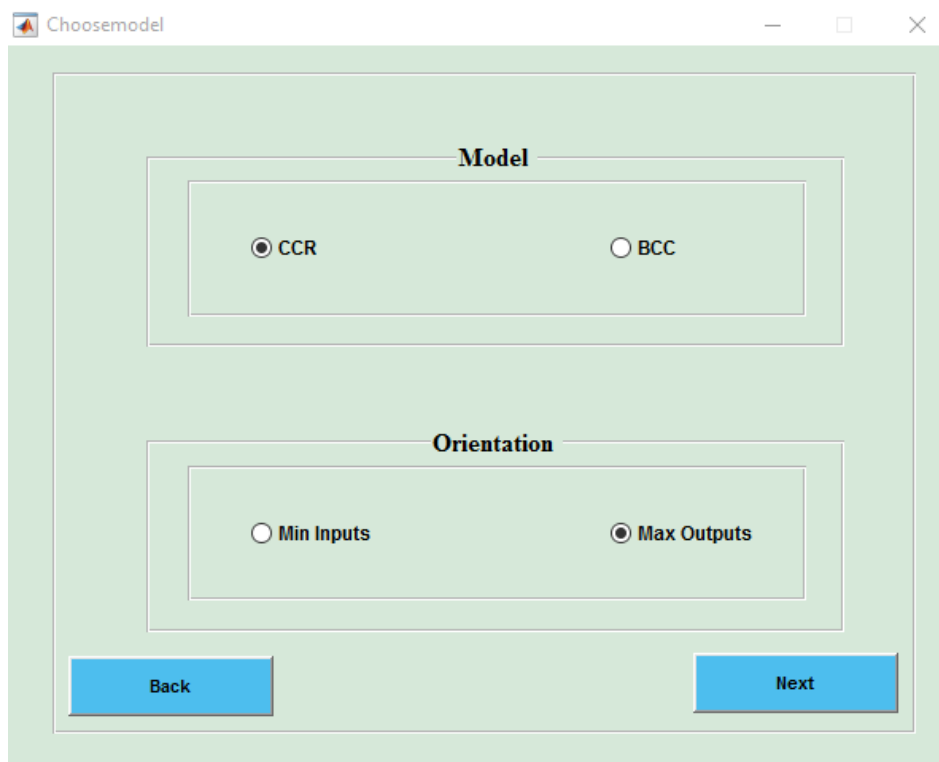 Choosemodel
Model
CCR BCC
Orientation
Min Inputs Max Outputs
Back Next